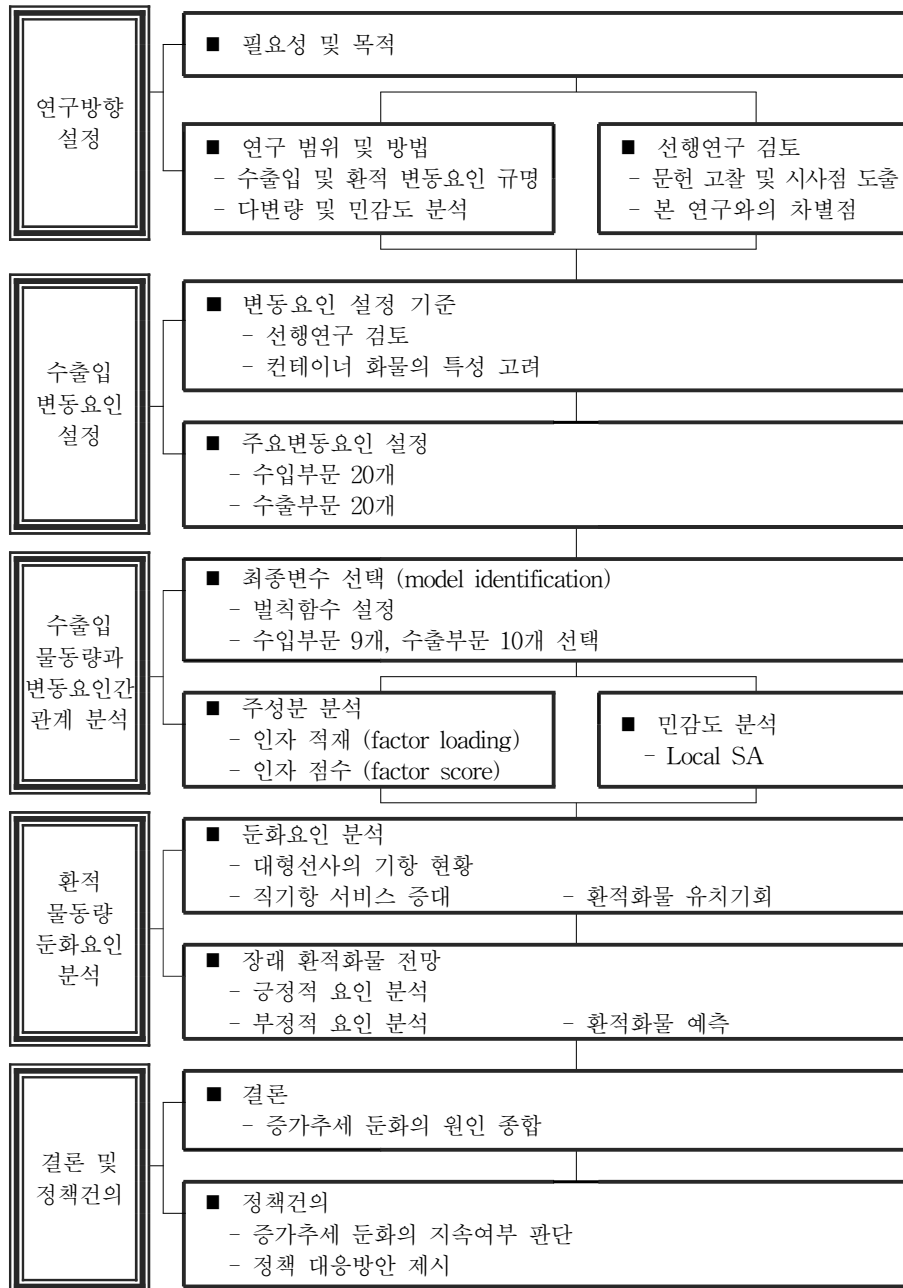 연구방향
설정
■ 필요성 및 목적
■ 연구 범위 및 방법
- 수출입 및 환적 변동요인 규명
- 다변량 및 민감도 분석
■ 선행연구 검토
- 문헌 고찰 및 시사점 도출
- 본 연구와의 차별점
수출입
변동요인
설정
■ 변동요인 설정 기준
- 선행연구 검토
- 컨테이너 화물의 특성 고려
■ 주요변동요인 설정
- 수입부문 20개
- 수출부문 20개
수출입
물동량과
변동요인간
관계 분석
■ 최종변수 선택 (model identification)
- 벌칙함수 설정
- 수입부문 9개, 수출부문 10개 선택
■ 주성분 분석
- 인자 적재 (factor loading)
- 인자 점수 (factor score)
■ 민감도 분석
- Local SA
환적
물동량
둔화요인
분석
■ 둔화요인 분석
- 대형선사의 기항 현황
- 직기항 서비스 증대 - 환적화물 유치기회
■ 장래 환적화물 전망
- 긍정적 요인 분석
- 부정적 요인 분석 - 환적화물 예측
결론 및
정책건의
■ 결론
- 증가추세 둔화의 원인 종합
■ 정책건의
- 증가추세 둔화의 지속여부 판단
- 정책 대응방안 제시